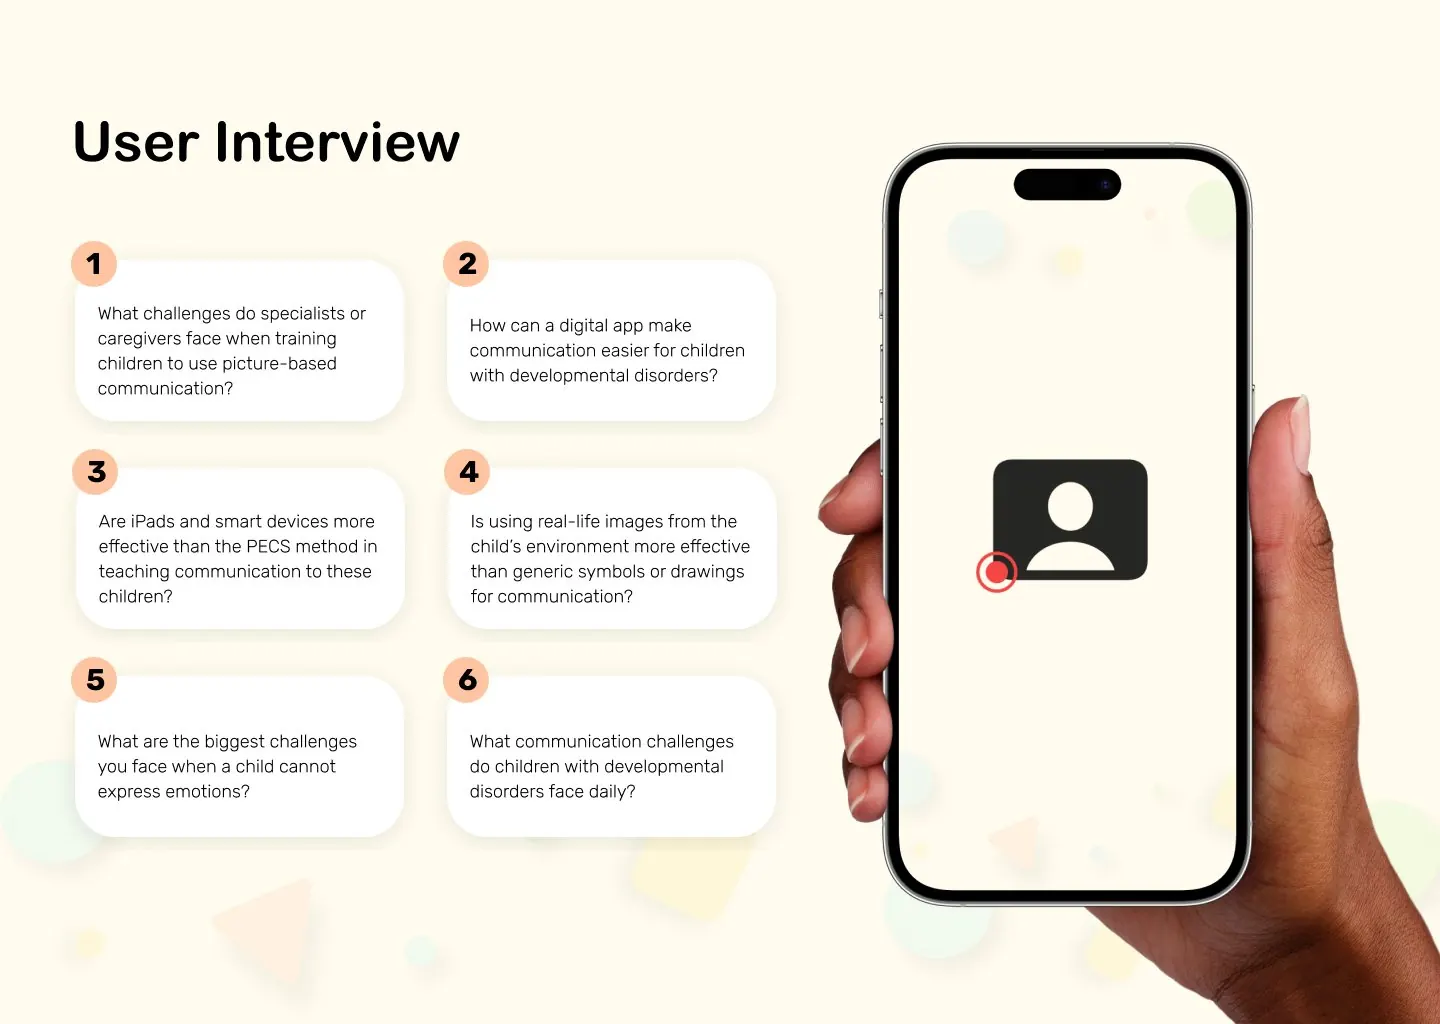 User Interview
1
What challenges do specialists or
caregivers face when training
children to use picture-based
communication?
2
How can a digital app make
communication easier for children
with developmental disorders?
3
Are iPads and smart devices more
effective than the PECS method in
teaching communication to these
children?
4
Is using real-life images from the
child's environment more effective
than generic symbols or drawings
for communication?
5
What are the biggest challenges
you face when a child cannot
express emotions?
6
What communication challenges
do children with developmental
disorders face daily?